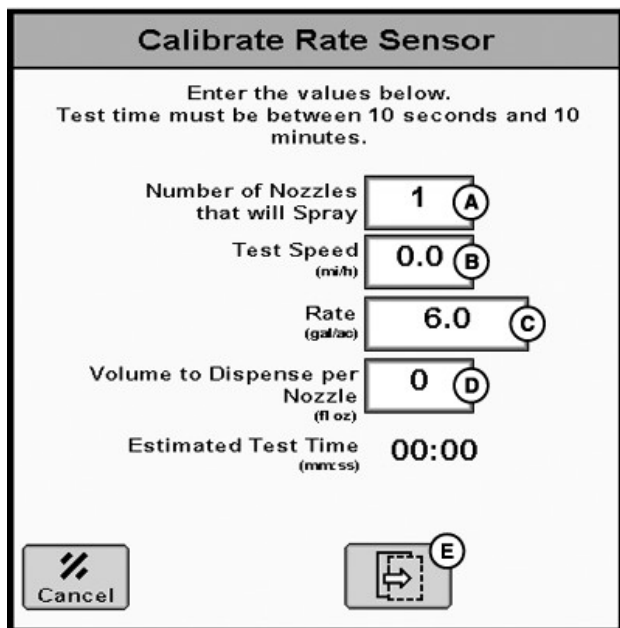 Calibrate Rate Sensor
Enter the values below.
Test time must be between 10 seconds and 10
minutes.
Number of Nozzles
that will Spray
1
A
Test Speed
(mi/h)
0.0
B
Rate
(gal/ac)
6.0
C
Volume to Dispense per
Nozzle
(fl oz)
0
D
Estimated Test Time
(mm:ss)
00:00
E
Cancel